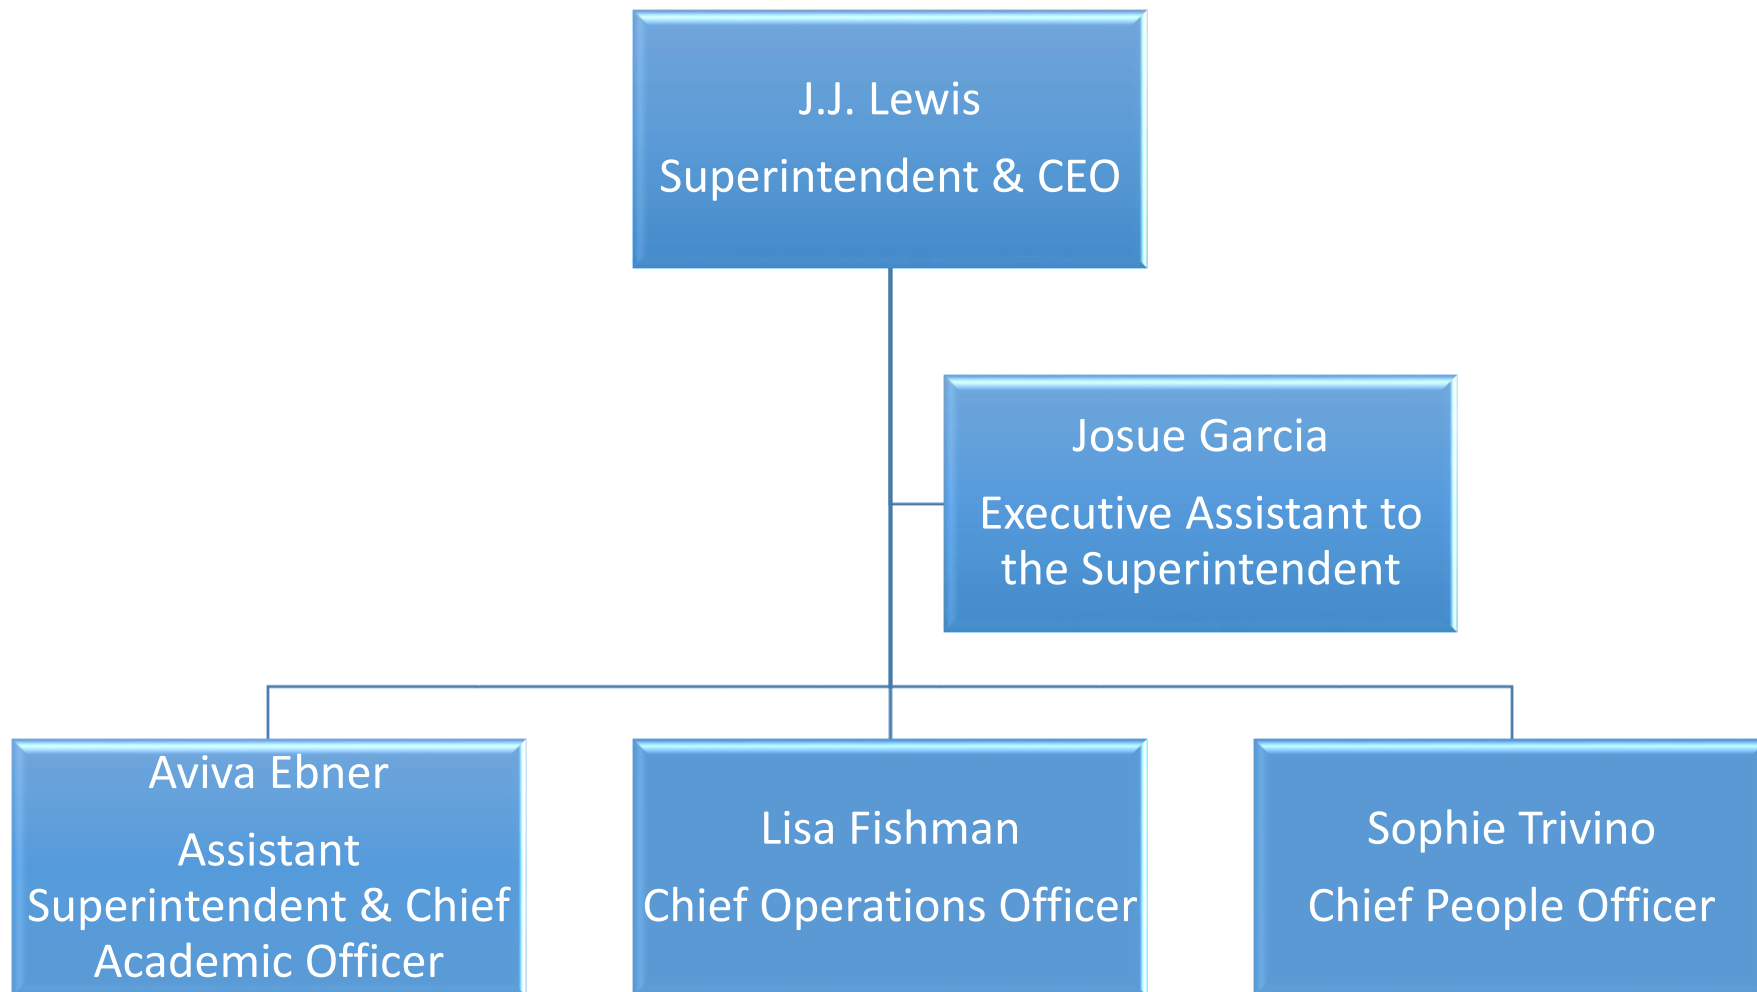 J.J. Lewis
Superintendent & CEO
Josue Garcia
Executive Assistant to
the Superintendent
Aviva Ebner
Assistant
Superintendent & Chief
Academic Officer
Lisa Fishman
Chief Operations Officer
Sophie Trivino
Chief People Officer